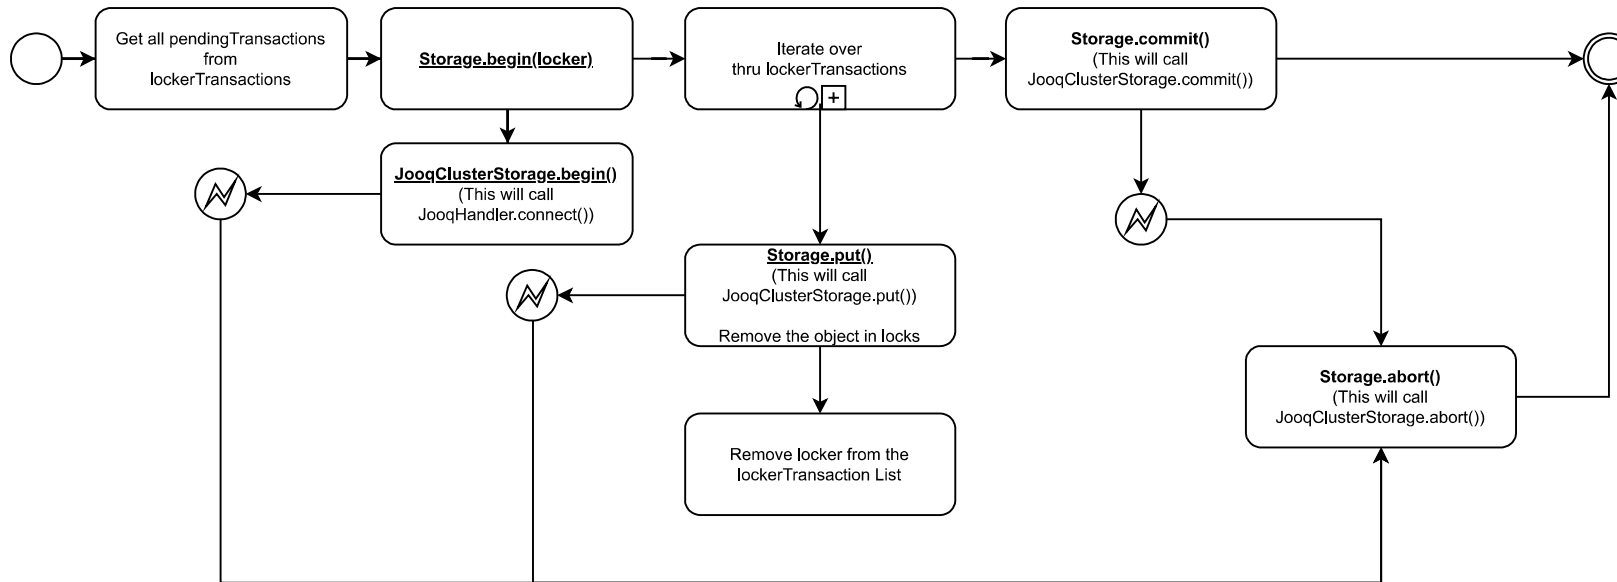 Get all pendingTransactions
from
lockerTransactions
Storage.begin(locker)
Iterate over
thru lockerTransactions
+
Storage.commit()
(This will call
JooqClusterStorage.commit())
JooqClusterStorage.begin()
(This will call
JooqHandler.connect())
Storage.put()
(This will call
JooqClusterStorage.put())
Remove the object in locks
Storage.abort()
(This will call
JooqClusterStorage.abort())
Remove locker from the
lockerTransaction List